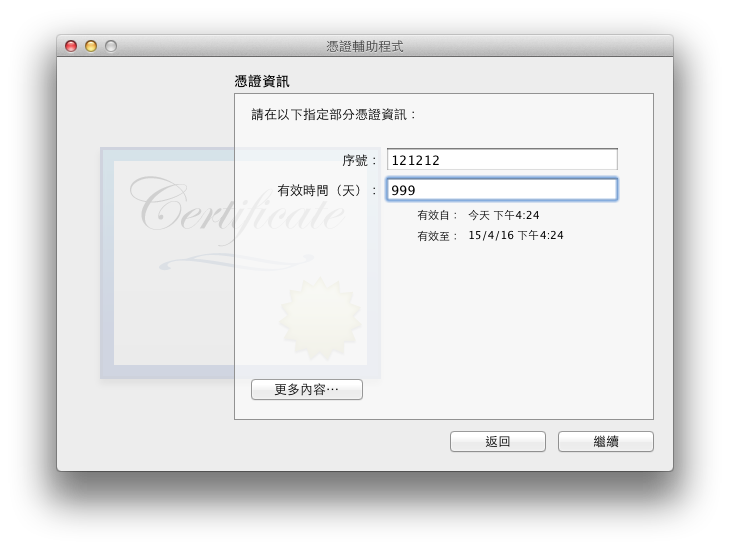 憑證輔助程式
憑證資訊
請在以下指定部分憑證資訊：
序號： 121212
有效時間（天）： 999
有效自： 今天 下午4:24
有效至： 15/4/16 下午4:24
Certificate
更多內容…
返回 繼續